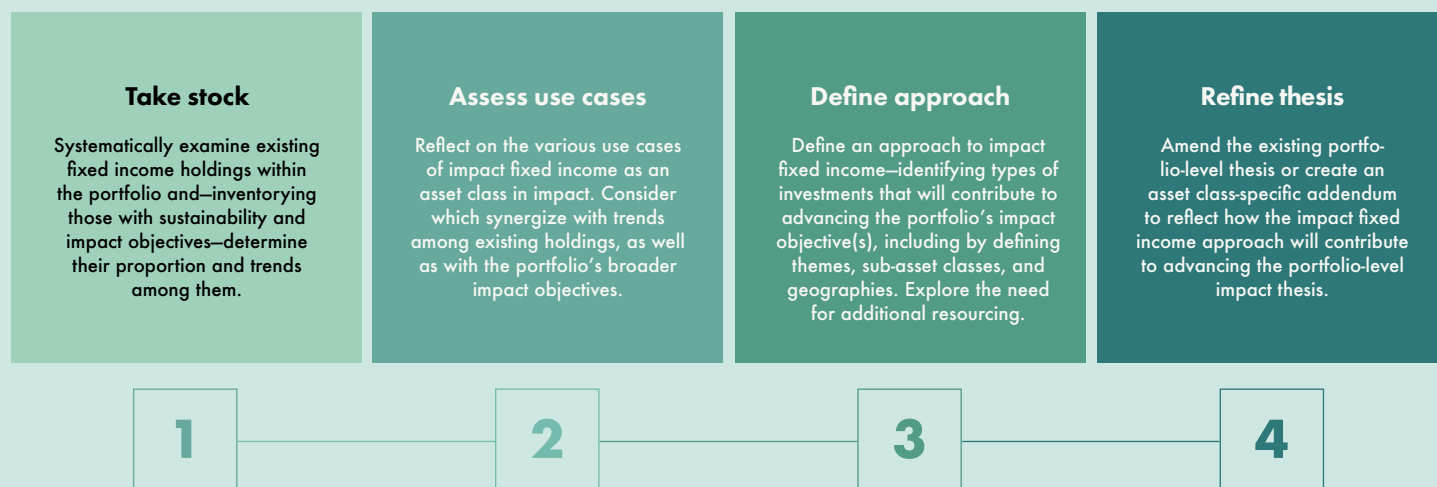 Take stock
Systematically examine existing
fixed income holdings within
the portfolio and—inventorying
those with sustainability and
impact objectives—determine
their proportion and trends
among them.
Assess use cases
Reflect on the various use cases
of impact fixed income as an
asset class in impact. Consider
which synergize with trends
among existing holdings, as well
as with the portfolio’s broader
impact objectives.
Define approach
Define an approach to impact
fixed income—identifying types of
investments that will contribute to
advancing the portfolio’s impact
objective(s), including by defining
themes, sub-asset classes, and
geographies. Explore the need
for additional resourcing.
Refine thesis
Amend the existing portfo-
lio-level thesis or create an
asset class-specific addendum
to reflect how the impact fixed
income approach will contribute
to advancing the portfolio-level
impact thesis.
1
2
3
4